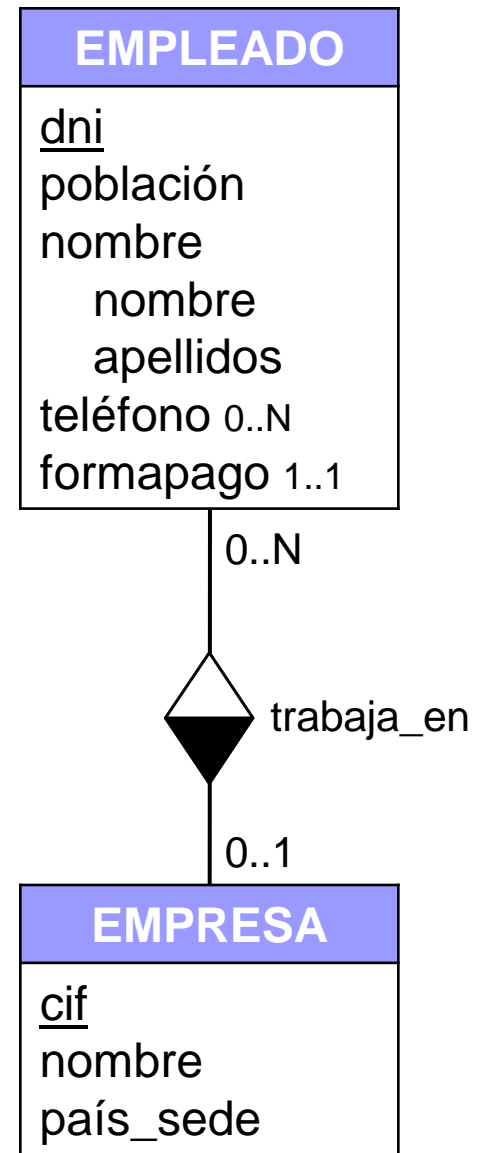 EMPLEADO
dni
población
nombre
nombre
apellidos
teléfono 0..N
formapago 1..1
0..N
trabaja_en
0..1
EMPRESA
cif
nombre
país_sede